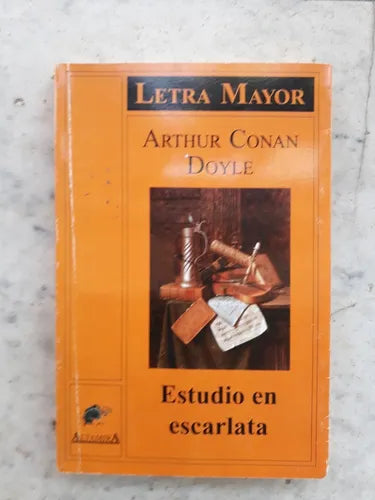 LETRA MAYOR
ARTHUR CONAN
DOYLE
Estudio en
escarlata
ALTAMIRA